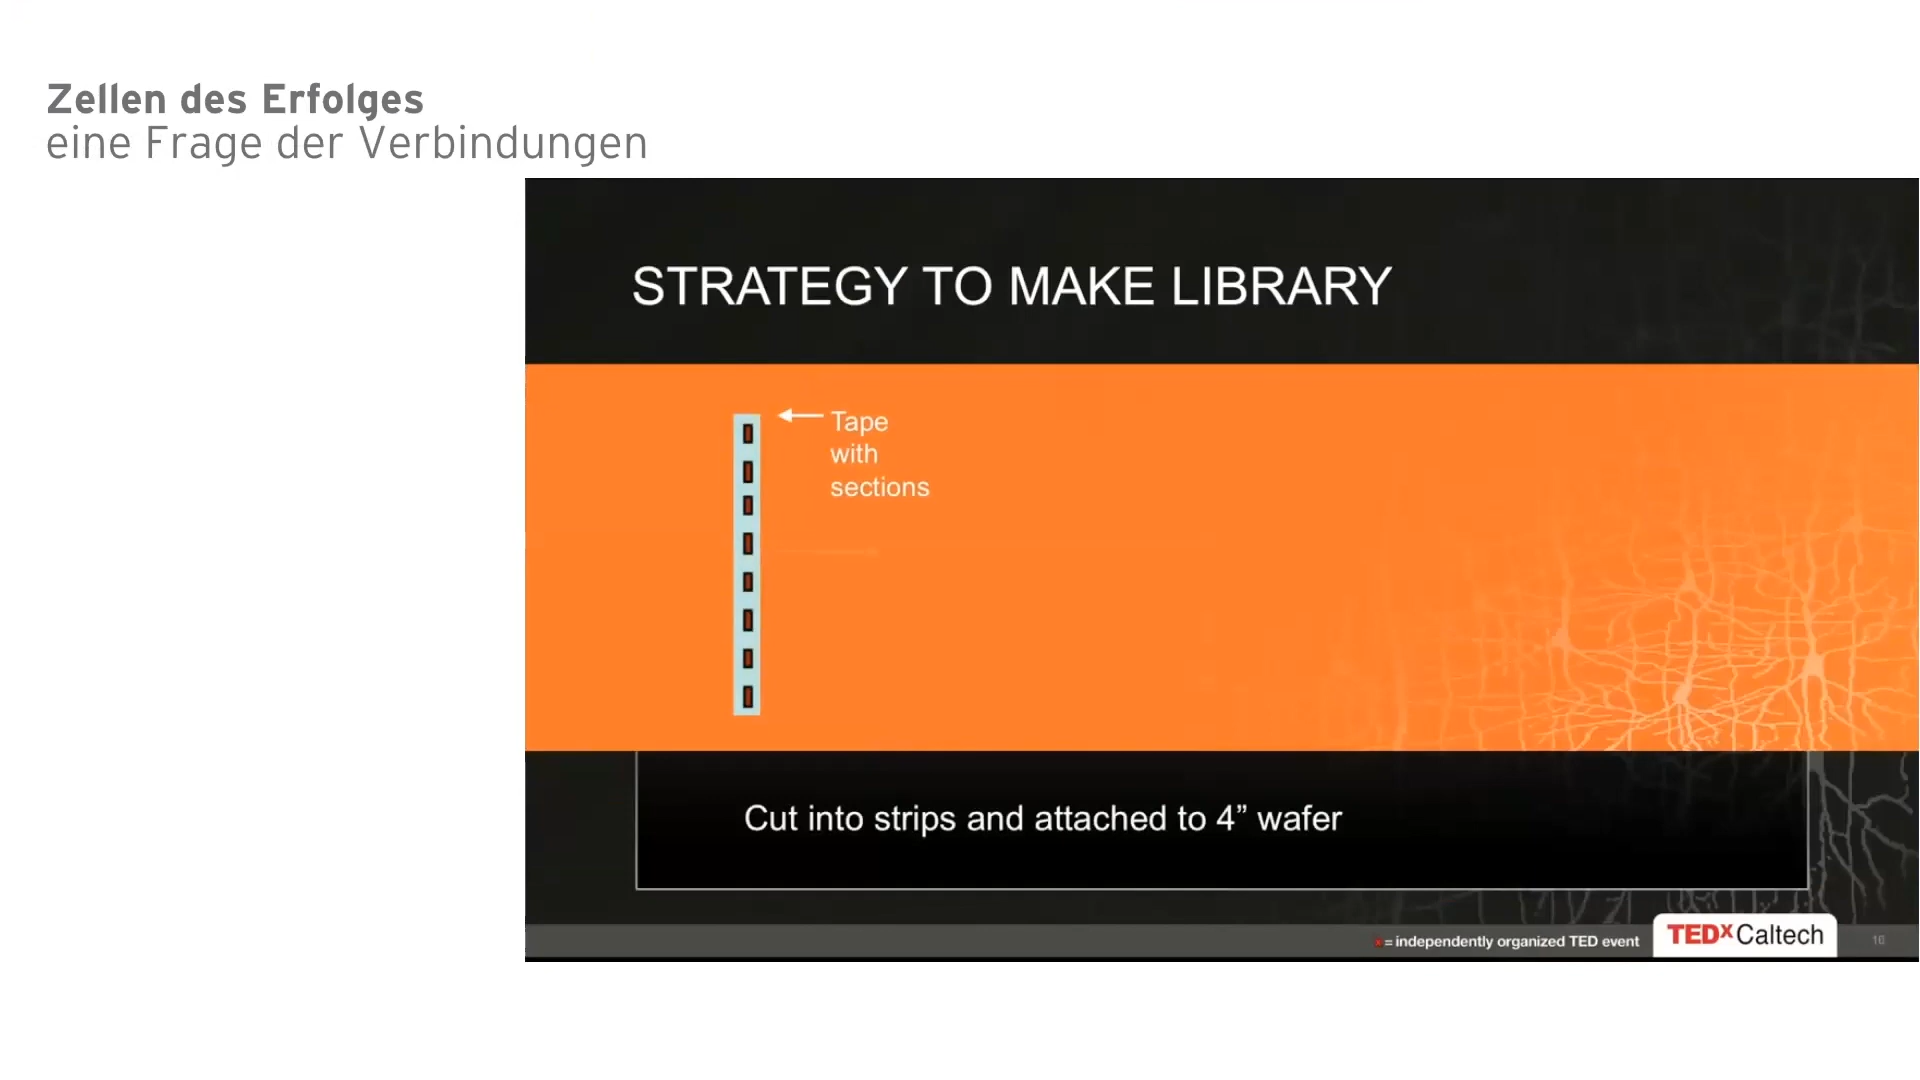 Zellen des Erfolges
eine Frage der Verbindungen
STRATEGY TO MAKE LIBRARY
Tape
with
sections
Cut into strips and attached to 4” wafer
x = independently organized TED event
TEDxCaltech
16